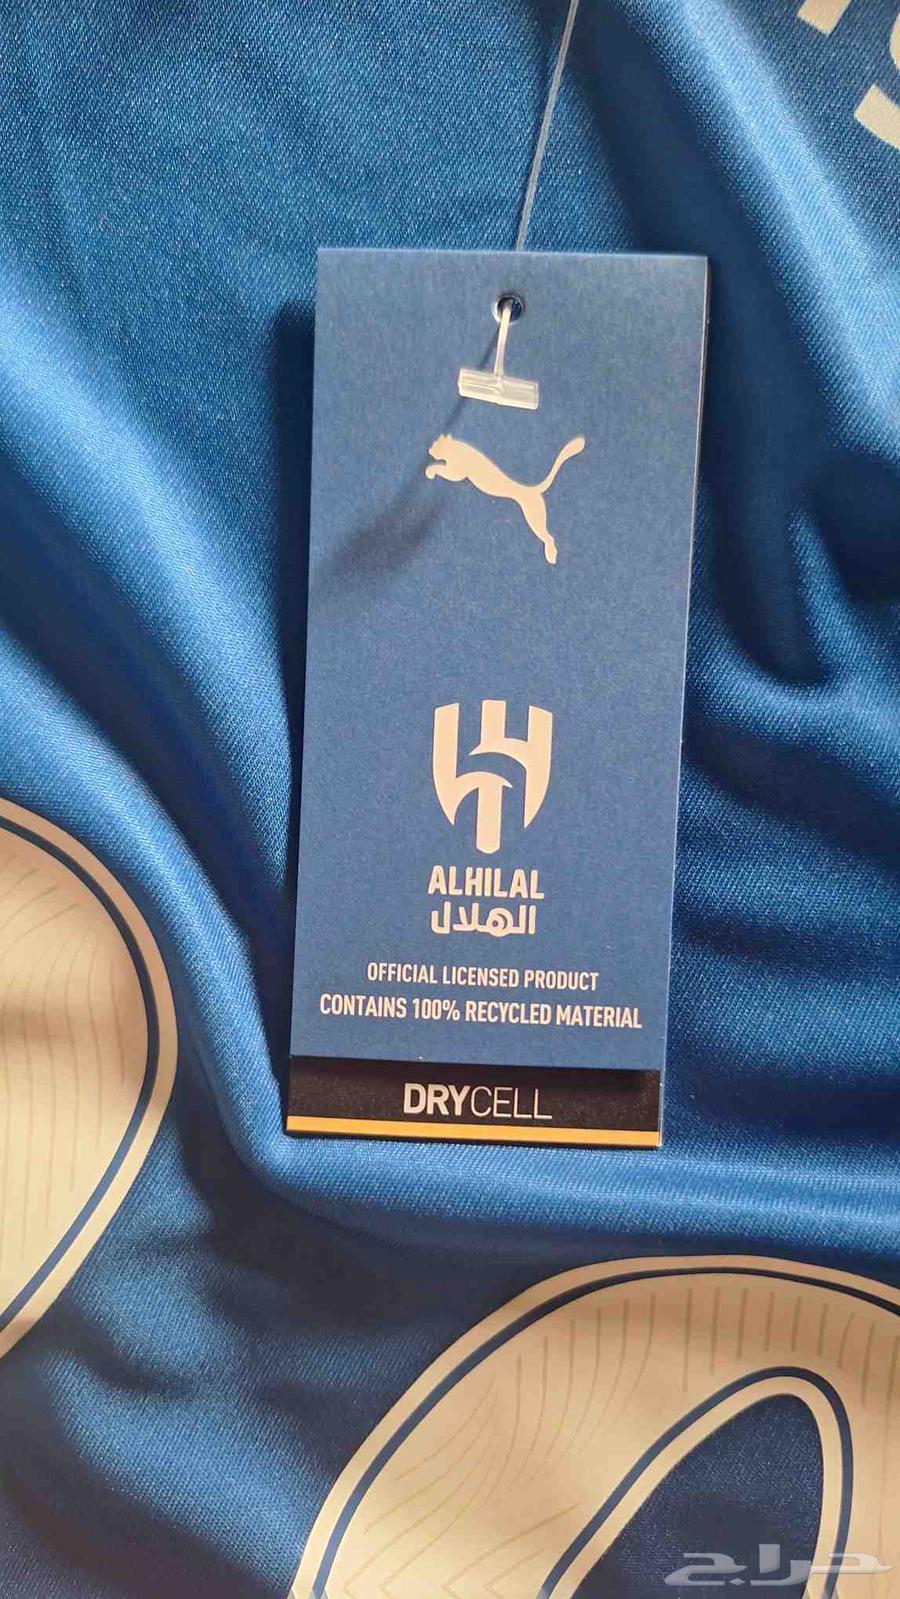 ALHILAL
الهلال
OFFICIAL LICENSED PRODUCT
CONTAINS 100% RECYCLED MATERIAL
DRYCELL
حراج